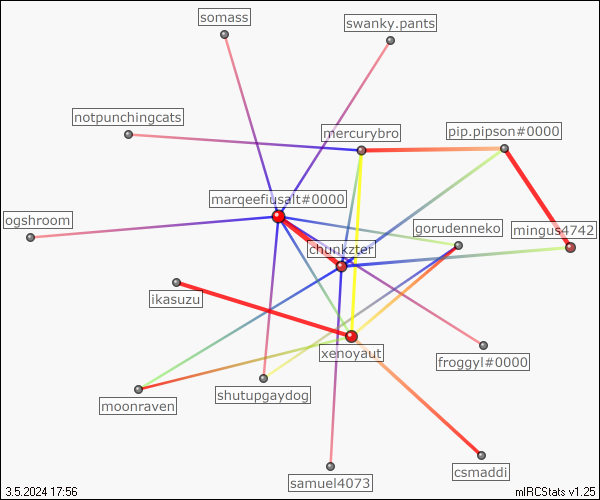 somass
swanky.pants
notpunchingcats
mercurybro
pip.pipson#0000
marqeefiusalt#0000
ogshroom
gorudenneko
mingus4742
chunkzter
ikasuzu
xenoyaut
froggyl#0000
shutupgaydog
moonraven
csmaddi
samuel4073
3.5.2024 17:56
mIRCStats v1.25